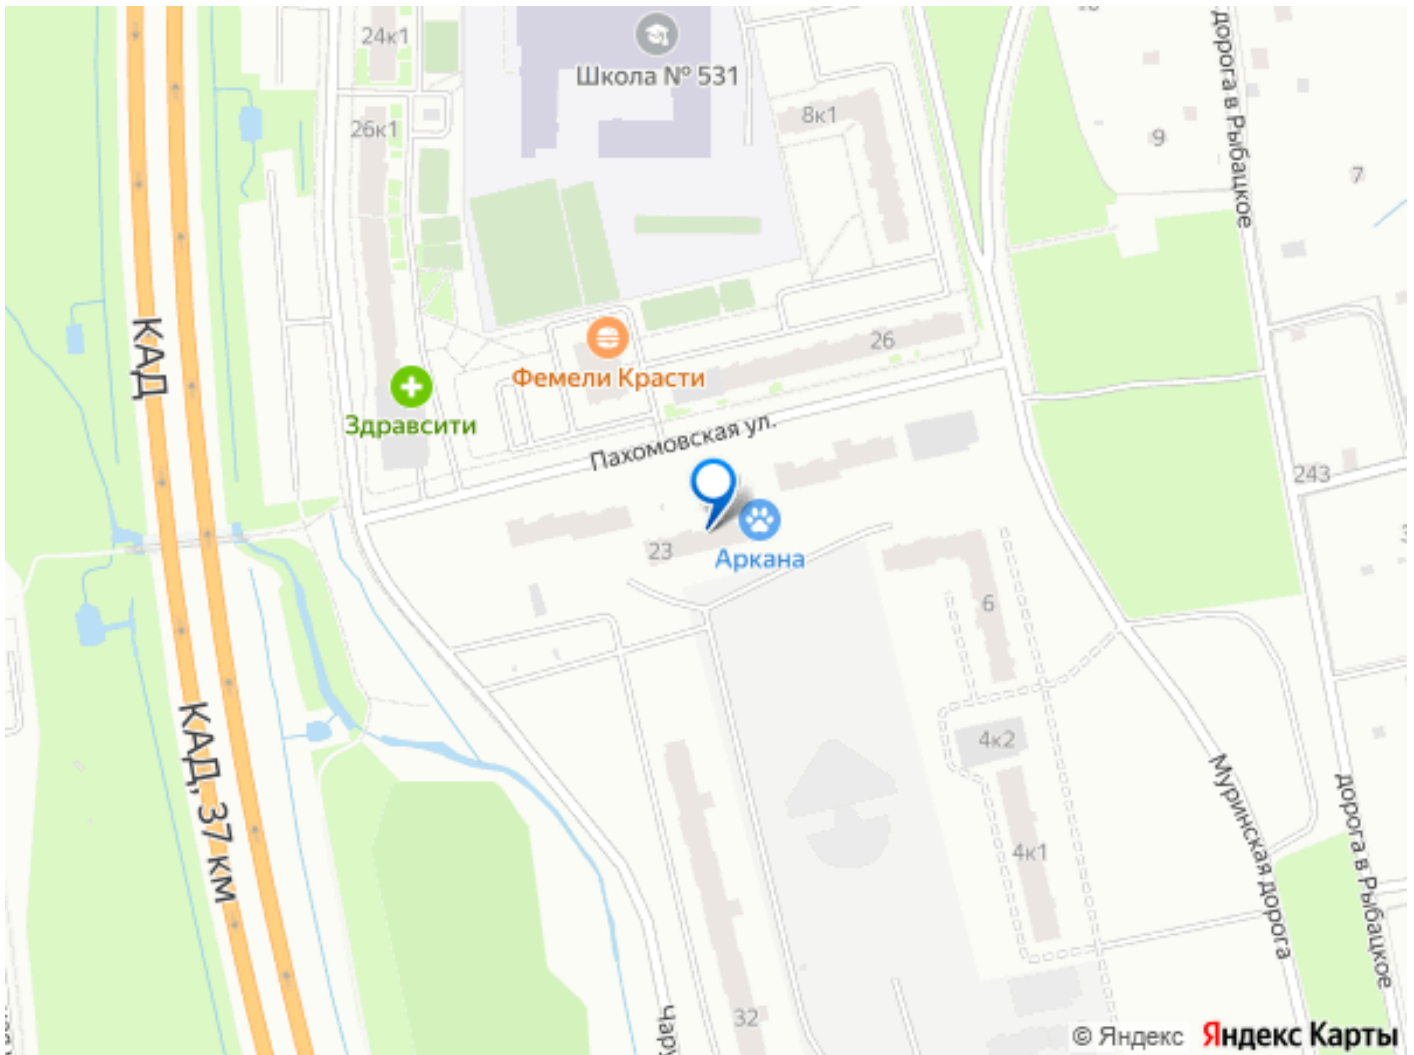 24к1
Школа № 531
26к1
8к1
дорога в Рыбацкое
9
7
КАД
26
Фемели Красти
Здравсити
Пахомовская ул.
243
23
Аркана
6
4к2
КАД, 37 км
Муринская дорога
дорога в Рыбацкое
4к1
32
Чару
© Яндекс Яндекс Карты